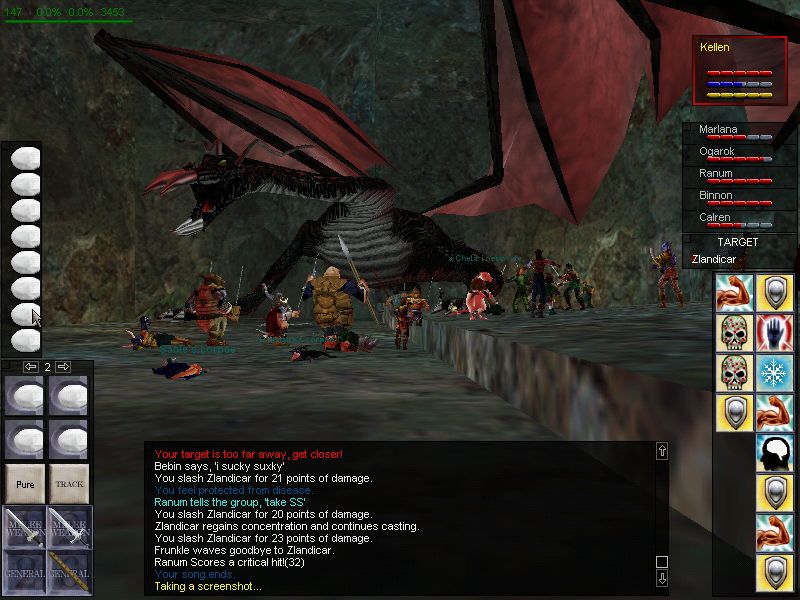 147 0.0% 0.0% 3453
Kellen
Marlana
Ogarok
Ranum
Binnon
Calren
TARGET
Zlandicar
2
Pure
TRACK
MELEE WEAPON
MELEE WEAPON
GENERAL
GENERAL
Your target is too far away, get closer!
Bebin says, 'i sucky suxky'
You slash Zlandicar for 21 points of damage.
You feel protected from disease.
Ranum tells the group, 'take SS'
You slash Zlandicar for 20 points of damage.
Zlandicar regains concentration and continues casting.
You slash Zlandicar for 23 points of damage.
Frunkle waves goodbye to Zlandicar.
Ranum Scores a critical hit!(32)
Your song ends.
Taking a screenshot...